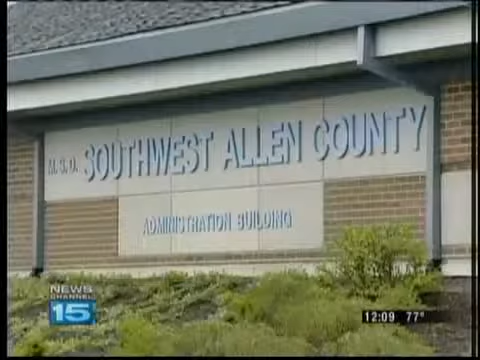 M.S.D. SOUTHWEST ALLEN COUNTY
ADMINISTRATION BUILDING
NEWS
CHANNEL
15
12:09 77°